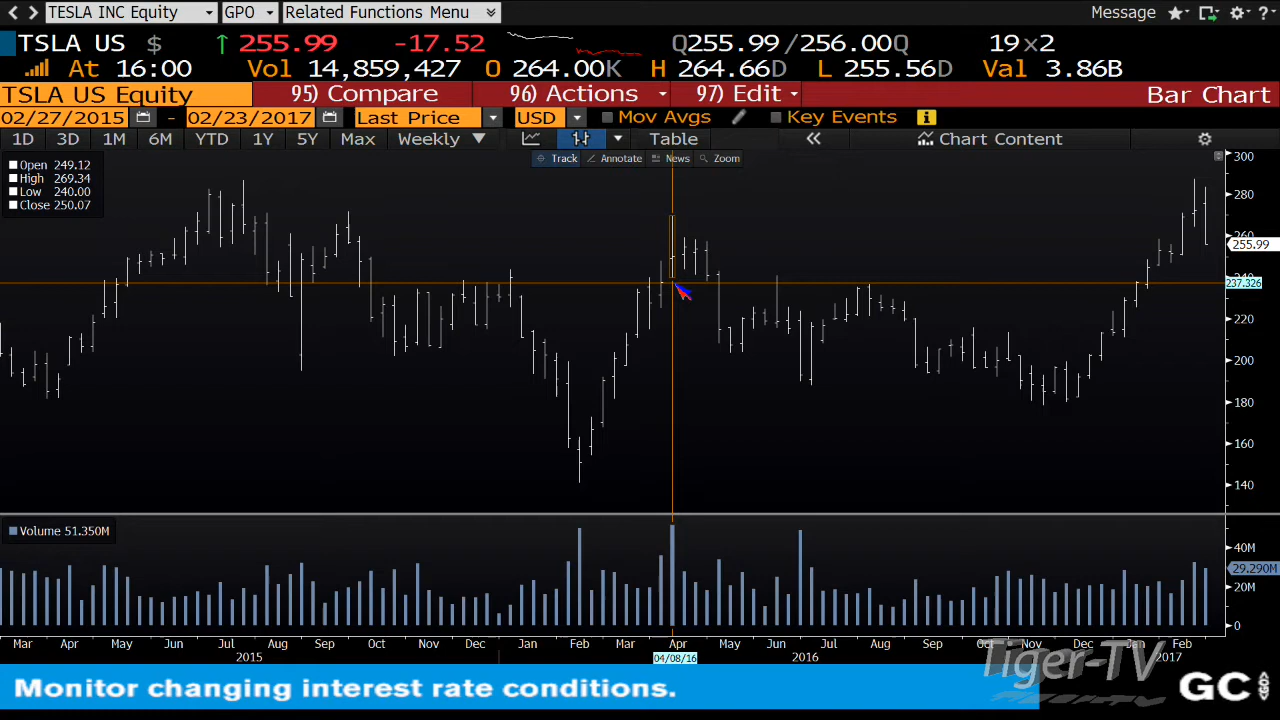 TESLA INC Equity GPO Related Functions Menu Message
TSLA US $ ↑ 255.99 -17.52 Q255.99/256.00Q 19×2
At 16:00 Vol 14,859,427 O 264.00K H 264.66D L 255.56D Val 3.86B
TSLA US Equity 95) Compare 96) Actions 97) Edit Bar Chart
02/27/2015 - 02/23/2017 Last Price USD Mov Avgs Key Events
1D 3D 1M 6M YTD 1Y 5Y Max Weekly ▼ Table « Chart Content
Track Annotate News Zoom
Open 249.12
High 269.34
Low 240.00
Close 250.07
300
280
260
255.99
240
237.326
220
200
180
160
140
Volume 51.350M
40M
29.290M
20M
0
Mar Apr May Jun Jul Aug Sep Oct Nov Dec Jan Feb Mar Apr May Jun Jul Aug Sep Oct Nov Dec Jan Feb
2015 04/08/16 2016 2017
Tiger-TV
Monitor changing interest rate conditions.
GC